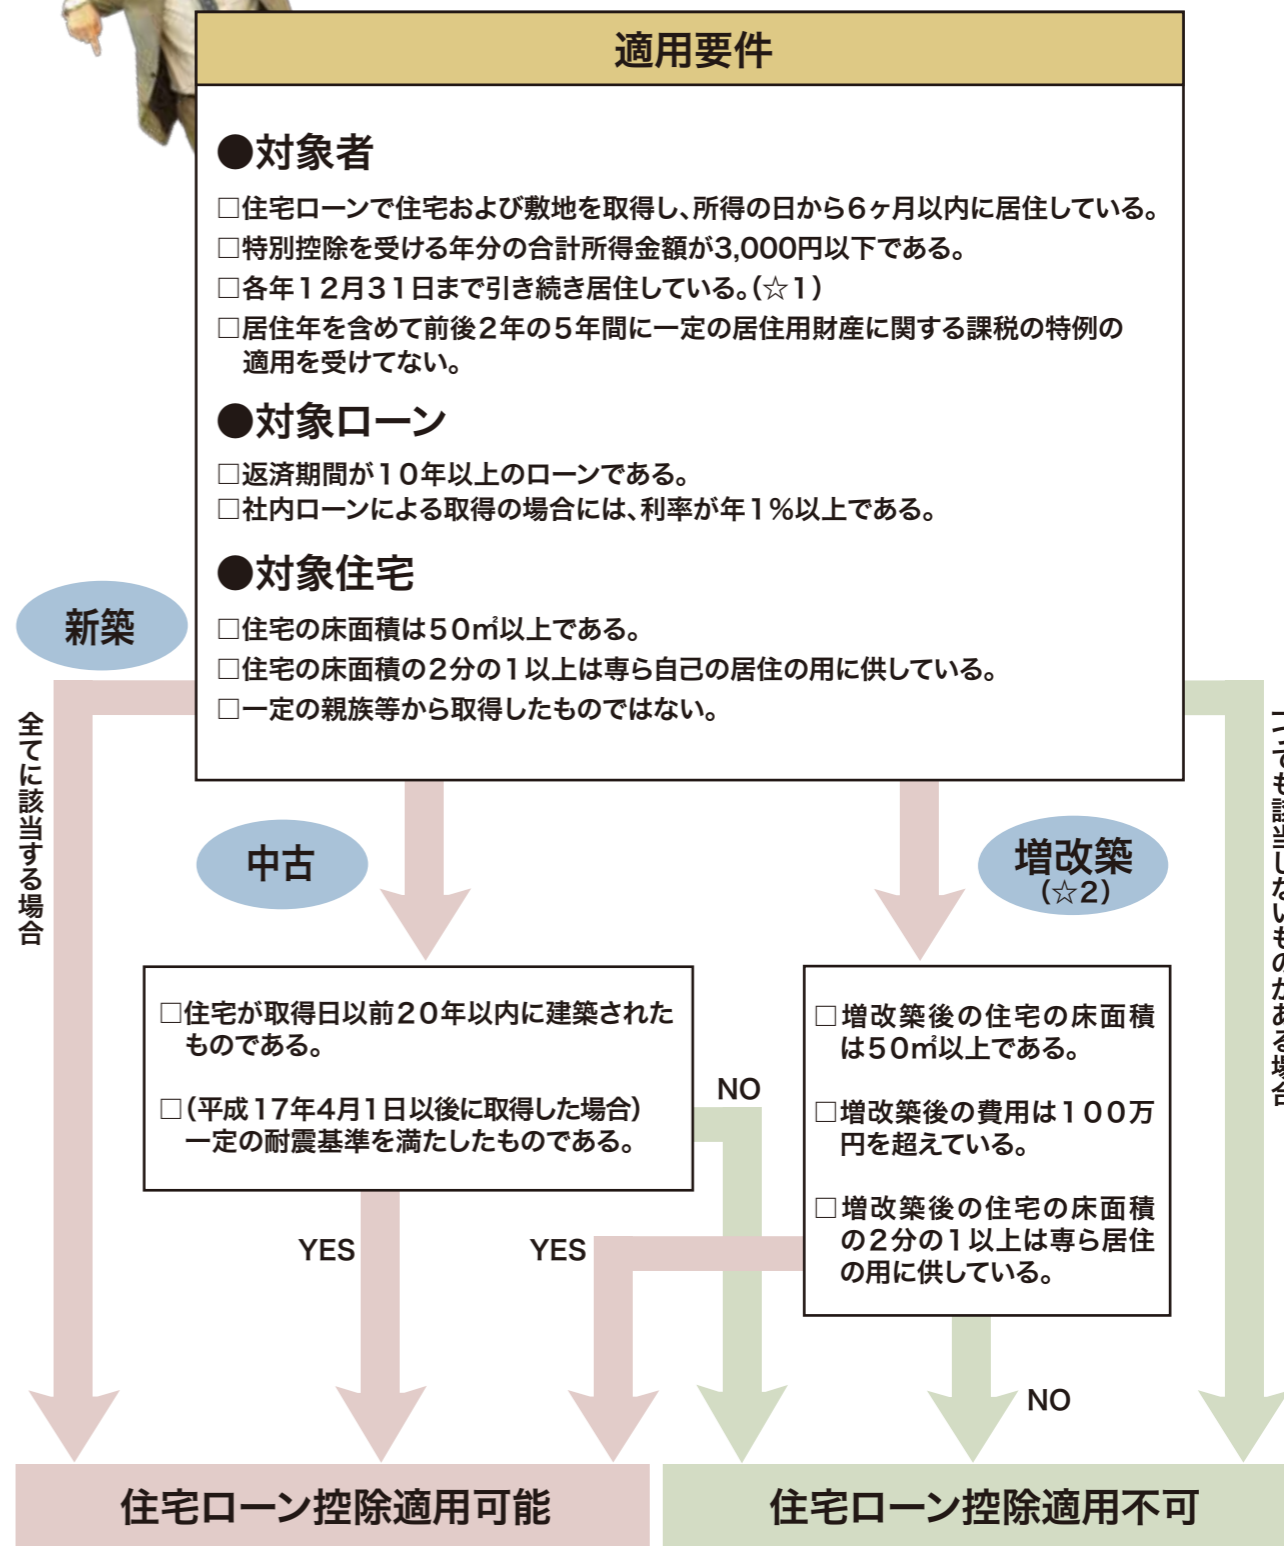 適用要件
●対象者
□住宅ローンで住宅および敷地を取得し、所得の日から6ヶ月以内に居住している。
□特別控除を受ける年分の合計所得金額が3,000円以下である。
□各年12月31日まで引き続き居住している。(☆1)
□居住年を含めて前後2年の5年間に一定の居住用財産に関する課税の特例の
適用を受けてない。
●対象ローン
□返済期間が10年以上のローンである。
□社内ローンによる取得の場合には、利率が年1%以上である。
●対象住宅
□住宅の床面積は50㎡以上である。
□住宅の床面積の2分の1以上は専ら自己の居住の用に供している。
□一定の親族等から取得したものではない。
新築
全てに該当する場合
一つでも該当しないものがある場合
中古
増改築
(☆2)
□住宅が取得日以前20年以内に建築された
ものである。
□(平成17年4月1日以後に取得した場合)
一定の耐震基準を満たしたものである。
NO
□増改築後の住宅の床面積
は50㎡以上である。
□増改築後の費用は100万
円を超えている。
□増改築後の住宅の床面積
の2分の1以上は専ら居住
の用に供している。
YES
YES
NO
住宅ローン控除適用可能
住宅ローン控除適用不可